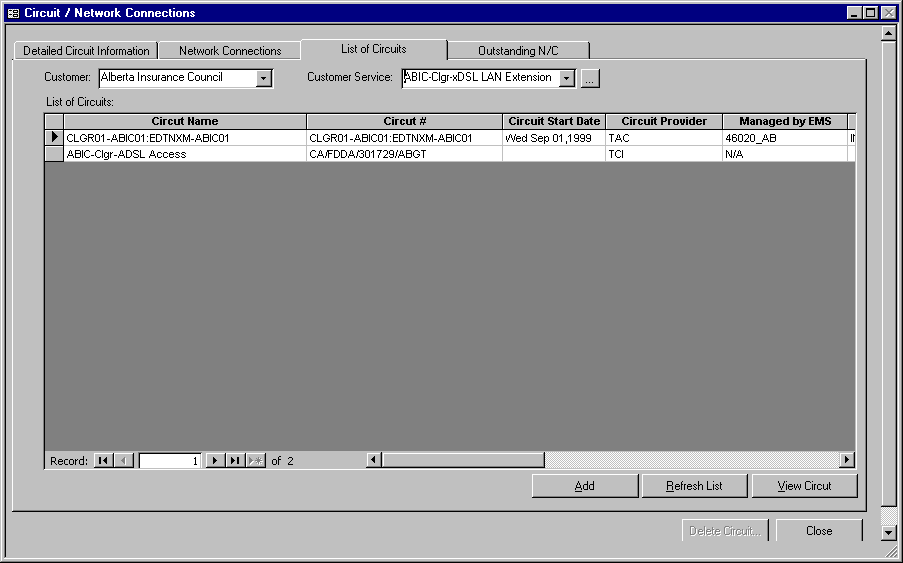 Circuit / Network Connections
Detailed Circuit Information Network Connections List of Circuits Outstanding N/C
Customer: Alberta Insurance Council Customer Service: ABIC-Clgr-xDSL LAN Extension ...
List of Circuits:
Circut Name Circut # Circuit Start Date Circuit Provider Managed by EMS
CLGR01-ABIC01:EDTNXM-ABIC01 CLGR01-ABIC01:EDTNXM-ABIC01 Wed Sep 01,1999 TAC 46020_AB
ABIC-Clgr-ADSL Access CA/FDDA/301729/ABGT TCI N/A
Record: 1 of 2
Add Refresh List View Circut
Delete Circuit... Close